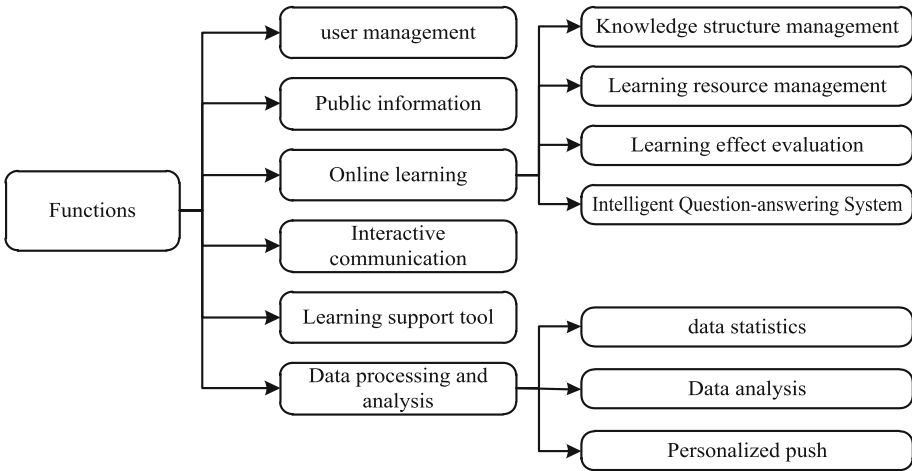 Functions
user management
Public information
Online learning
Interactive
communication
Learning support tool
Data processing and
analysis
Knowledge structure management
Learning resource management
Learning effect evaluation
Intelligent Question-answering System
data statistics
Data analysis
Personalized push